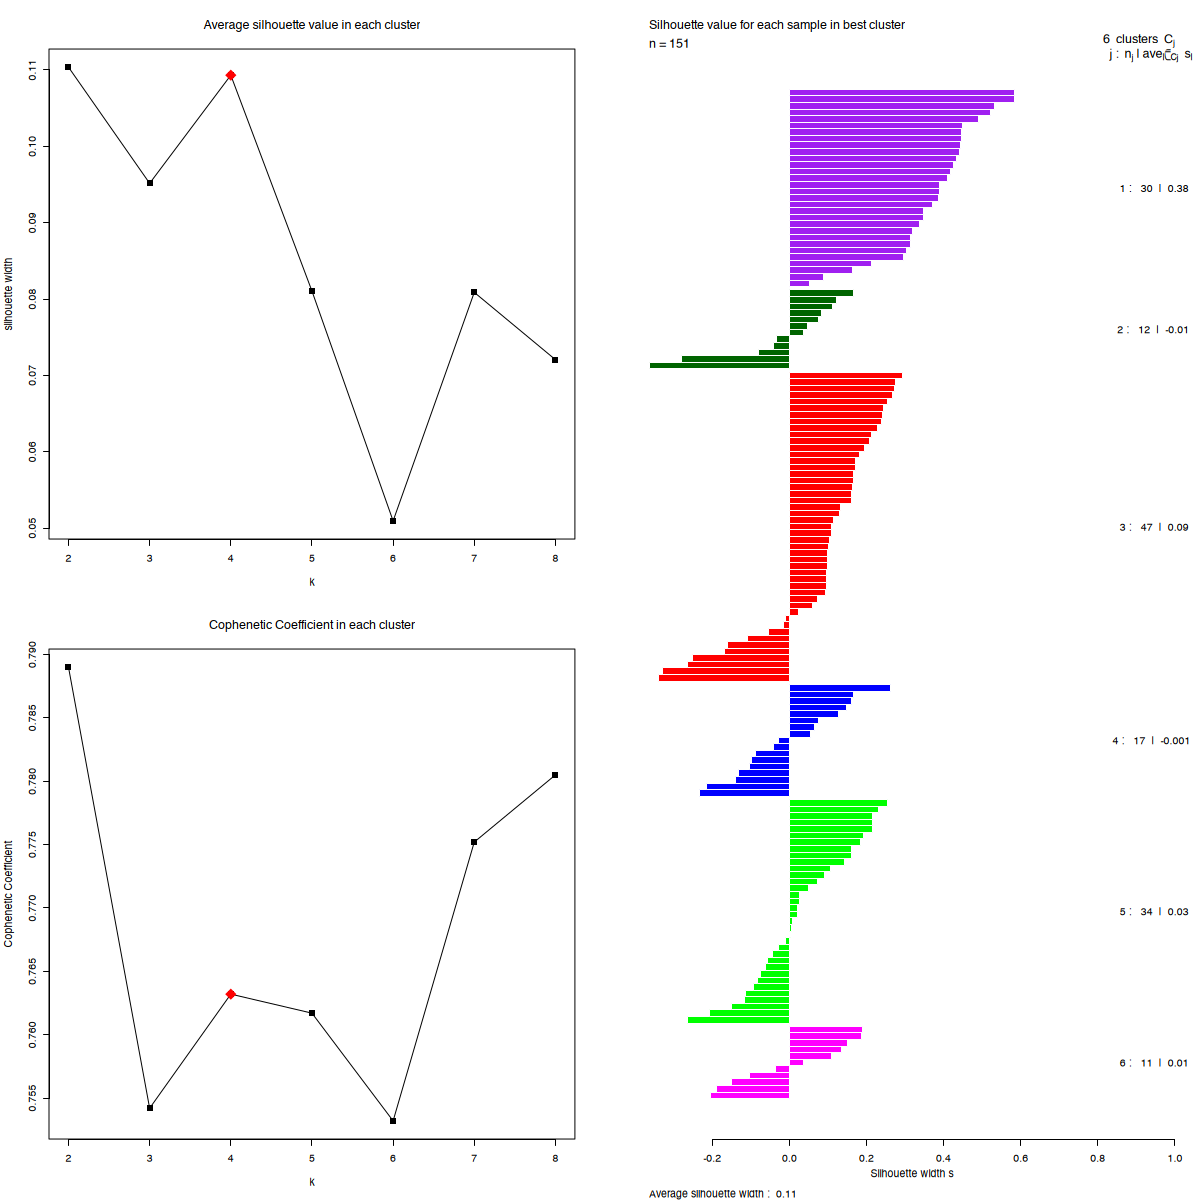 Average silhouette value in each cluster
0.11
0.10
0.09
0.08
0.07
0.06
0.05
silhouette width
2 3 4 5 6 7 8
k
Cophenetic Coefficient in each cluster
0.790
0.785
0.780
0.775
0.770
0.765
0.760
0.755
Cophenetic Coefficient
2 3 4 5 6 7 8
k
Silhouette value for each sample in best cluster
n = 151
6 clusters Cj
j : nj | avei∈Cj si
1 : 30 | 0.38
2 : 12 | -0.01
3 : 47 | 0.09
4 : 17 | -0.001
5 : 34 | 0.03
6 : 11 | 0.01
-0.2 0.0 0.2 0.4 0.6 0.8 1.0
Silhouette width s
Average silhouette width : 0.11